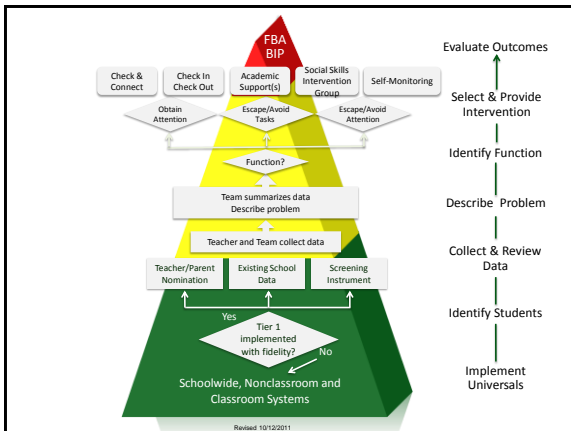 FBA
BIP
Check &
Connect
Check In
Check Out
Academic
Support(s)
Social Skills
Intervention
Group
Self-Monitoring
Obtain
Attention
Escape/Avoid
Tasks
Escape/Avoid
Attention
Function?
Team summarizes data
Describe problem
Teacher and Team collect data
Teacher/Parent
Nomination
Existing School
Data
Screening
Instrument
Yes
Tier 1
implemented
with fidelity?
No
Schoolwide, Nonclassroom and
Classroom Systems
Revised 10/12/2011
Evaluate Outcomes
Select & Provide
Intervention
Identify Function
Describe Problem
Collect & Review
Data
Identify Students
Implement
Universals